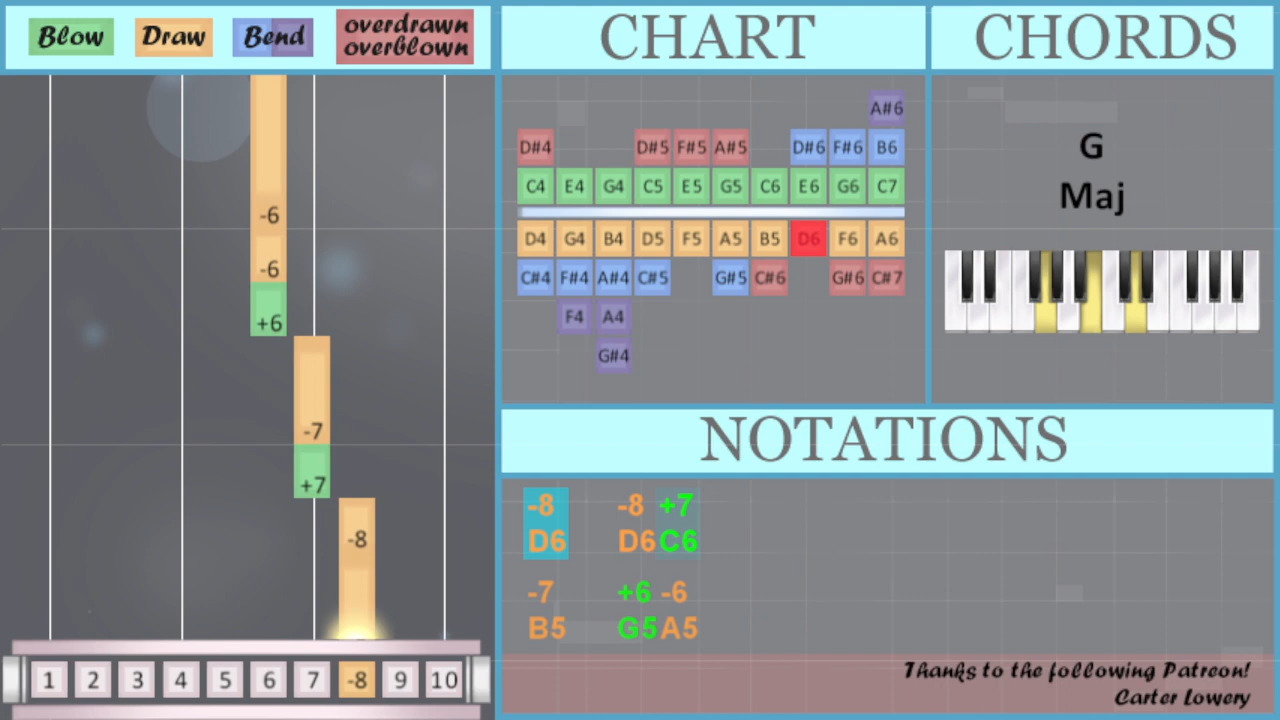 Blow Draw Bend overdrawn
overblown
CHART
CHORDS
A#6
D#4 D#5 F#5 A#5 D#6 F#6 B6
C4 E4 G4 C5 E5 G5 C6 E6 G6 C7
D4 G4 B4 D5 F5 A5 B5 D6 F6 A6
C#4 F#4 A#4 C#5 G#5 C#6 G#6 C#7
F4 A4
G#4
G
Maj
-6
-6
+6
-7
+7
-8
1 2 3 4 5 6 7 -8 9 10
NOTATIONS
-8 -8 +7
D6 D6 C6
-7 +6 -6
B5 G5 A5
Thanks to the following Patreon!
Carter Lowery